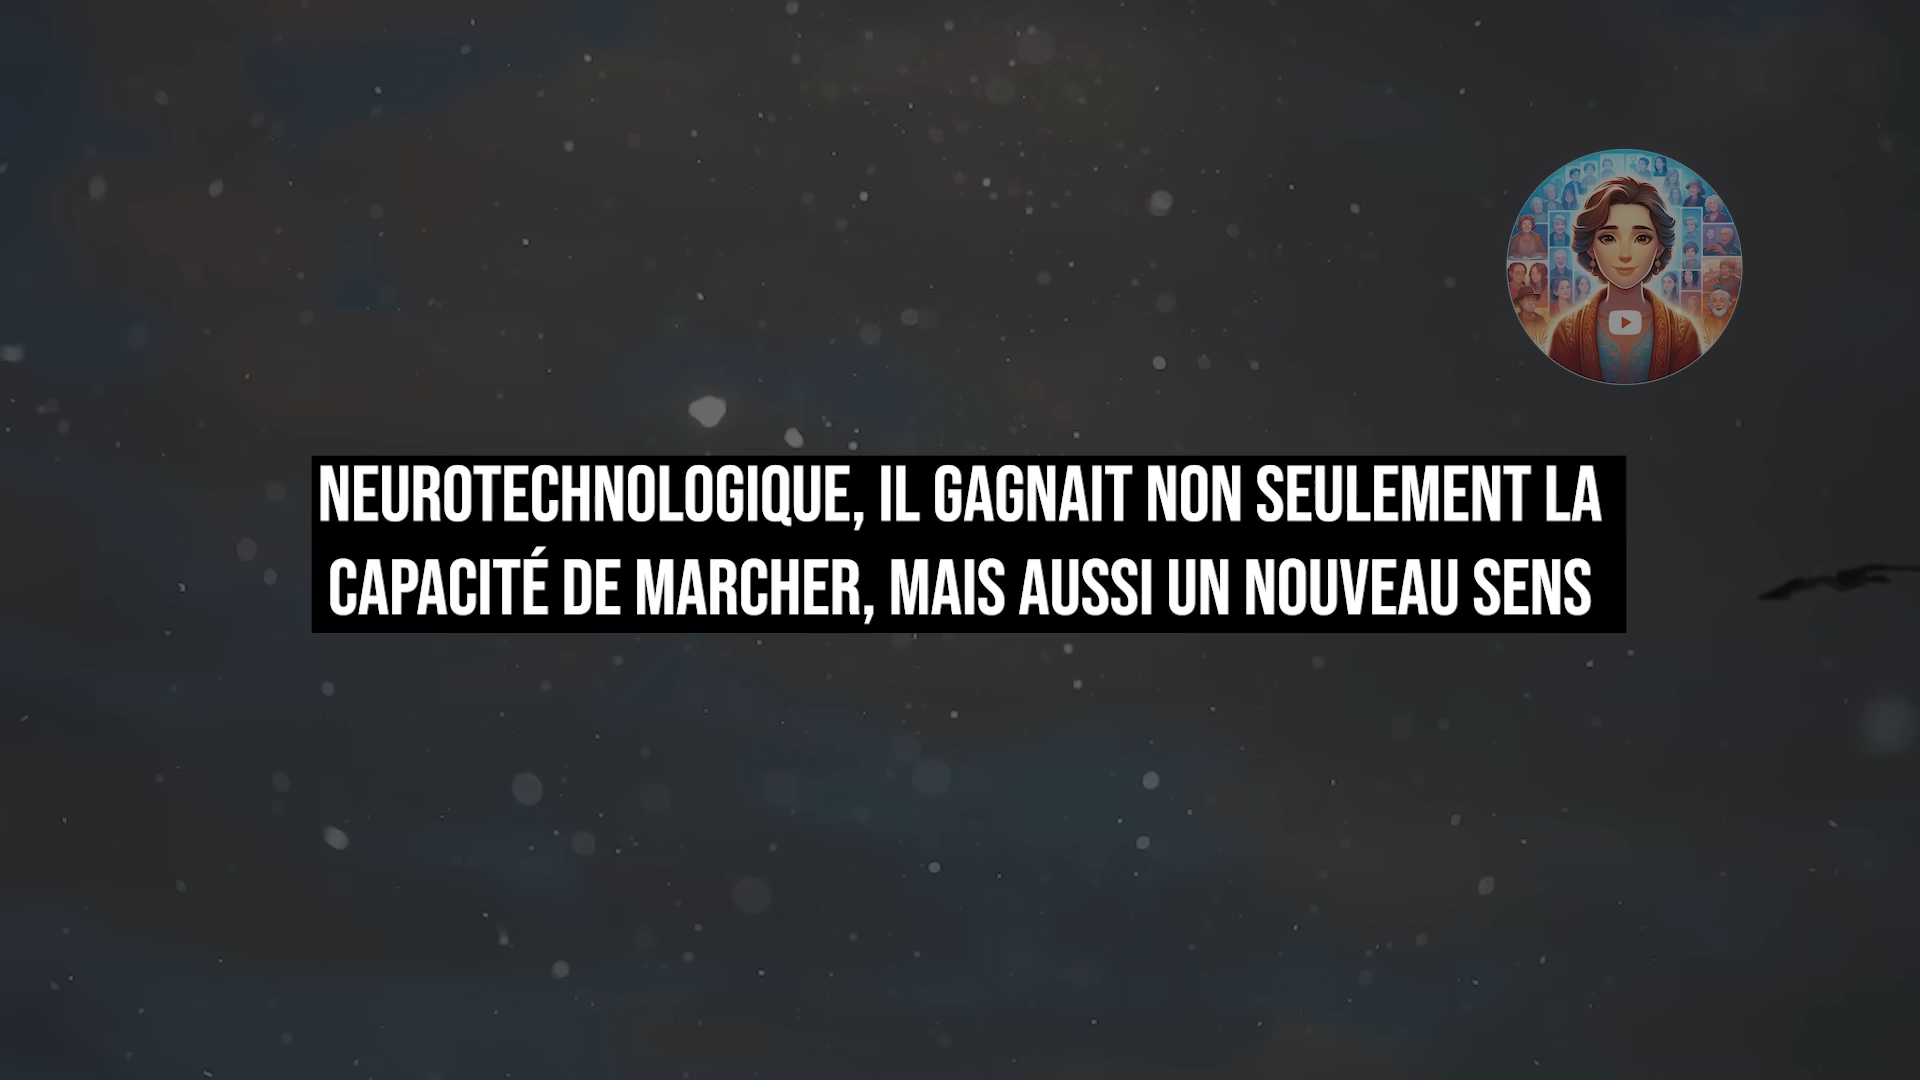 NEUROTECHNOLOGIQUE, IL GAGNAIT NON SEULEMENT LA
CAPACITÉ DE MARCHER, MAIS AUSSI UN NOUVEAU SENS